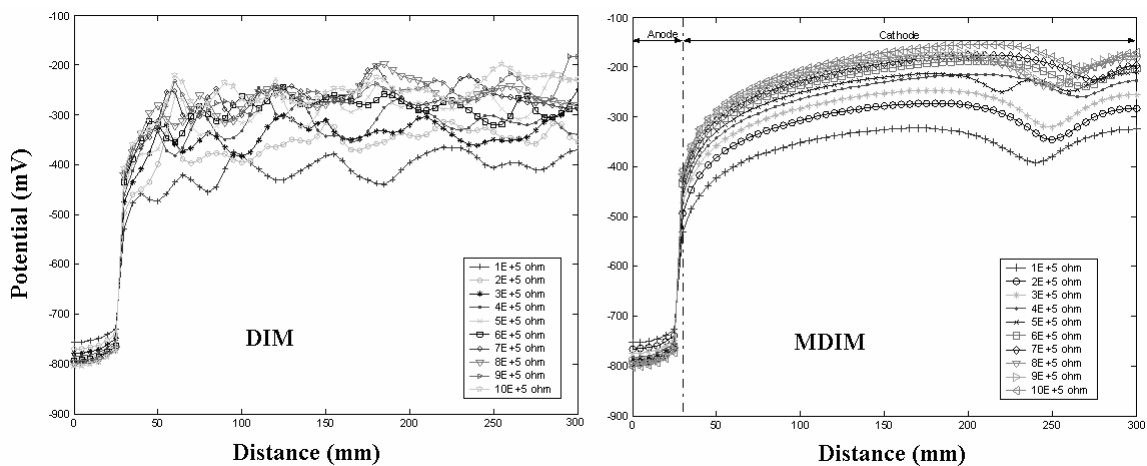 -100
-200
-300
-400
-500
-600
-700
-800
-900
Potential (mV)
0 50 100 150 200 250 300
Distance (mm)
DIM
1E+5 ohm
2E+5 ohm
3E+5 ohm
4E+5 ohm
5E+5 ohm
6E+5 ohm
7E+5 ohm
8E+5 ohm
9E+5 ohm
10E+5 ohm
-100
-200
-300
-400
-500
-600
-700
-800
-900
Anode
Cathode
0 50 100 150 200 250 300
Distance (mm)
MDIM
1E+5 ohm
2E+5 ohm
3E+5 ohm
4E+5 ohm
5E+5 ohm
6E+5 ohm
7E+5 ohm
8E+5 ohm
9E+5 ohm
10E+5 ohm